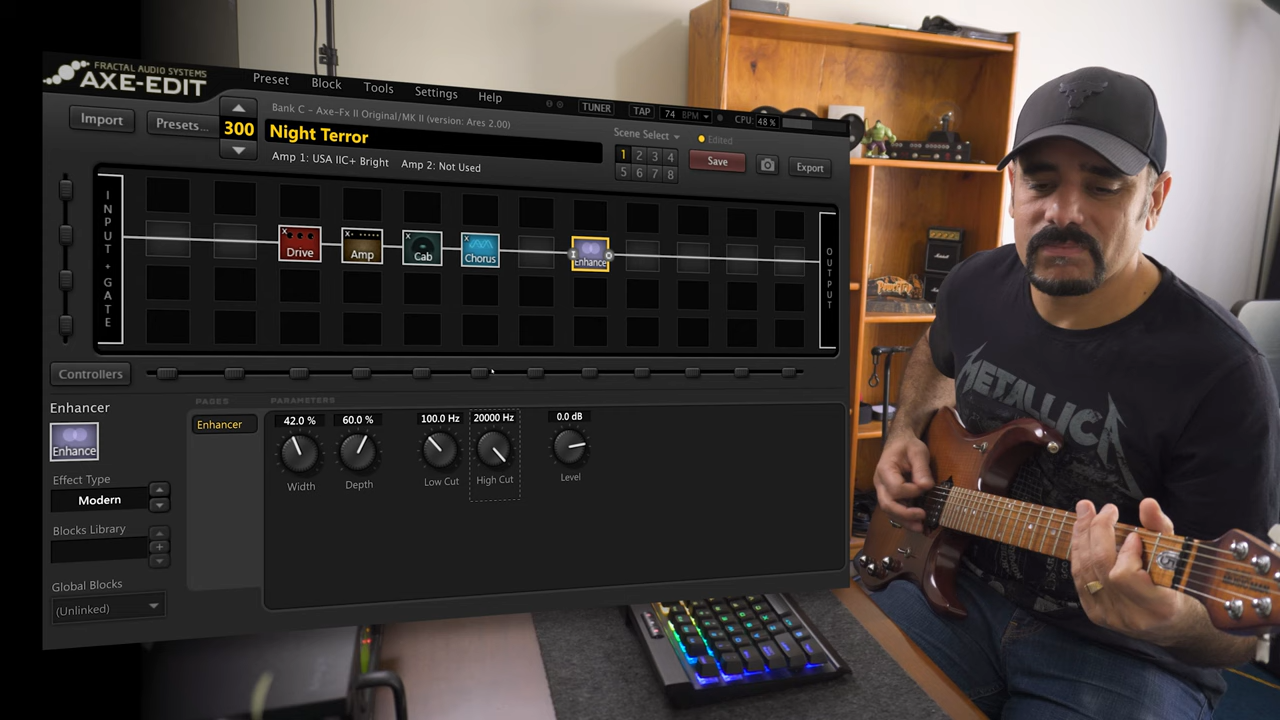 FRACTAL AUDIO SYSTEMS
AXE-EDIT
Preset Block Tools Settings Help
TUNER
TAP
74 BPM
CPU: 48 %
Import
Presets...
300
Bank C – Axe-Fx II Original/MK II (version: Ares 2.00)
Night Terror
Amp 1: USA IIC+ Bright Amp 2: Not Used
Scene Select
1 2 3 4
5 6 7 8
Edited
Save
Export
INPUT + GATE
X Drive
X Amp
X Cab
X Chorus
Enhance
OUTPUT
Controllers
Enhancer
Enhance
Effect Type
Modern
Blocks Library
Global Blocks
(Unlinked)
PAGES
Enhancer
PARAMETERS
42.0 % 60.0 % 100.0 Hz 20000 Hz 0.0 dB
Width Depth Low Cut High Cut Level
METALLICA